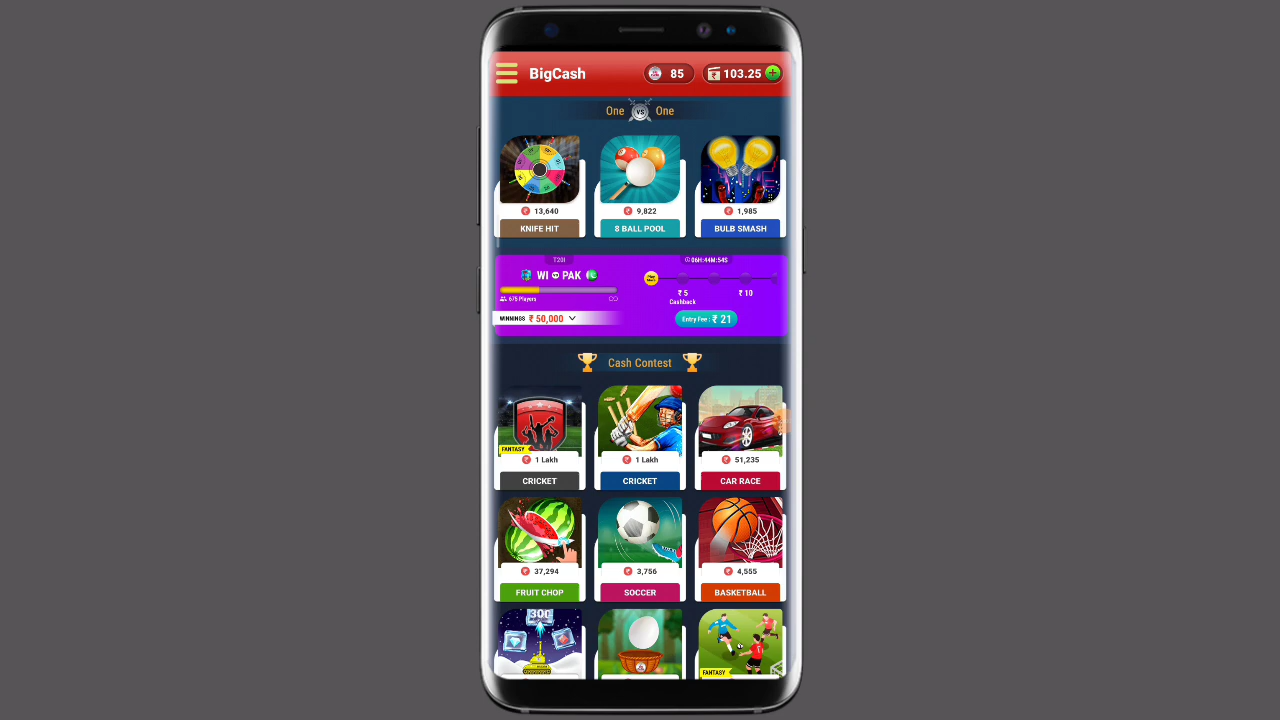 BigCash
85
103.25
One VS One
13,640
9,822
1,985
KNIFE HIT
8 BALL POOL
BULB SMASH
T20I
06H:44M:54S
WI PAK
₹ 5
₹ 10
Cashback
675 Players
WINNINGS ₹ 50,000
Entry Fee : ₹ 21
Cash Contest
FANTASY
1 Lakh
1 Lakh
51,235
CRICKET
CRICKET
CAR RACE
37,294
3,756
4,555
FRUIT CHOP
SOCCER
BASKETBALL
300
FANTASY